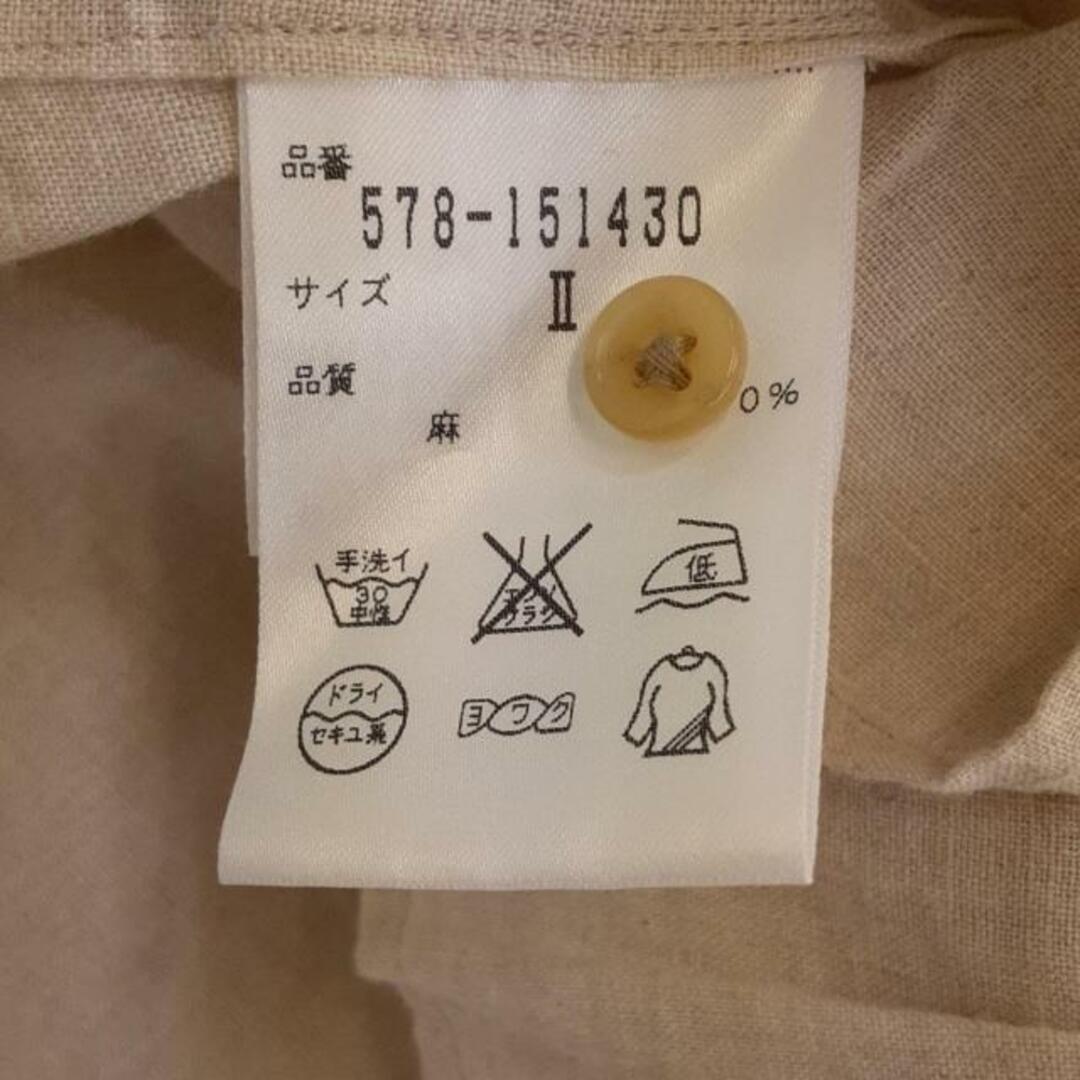 品番
578-151430
サイズ II
品質
0%
麻
手洗イ
30
中性
低
ドライ
セキユ系
ヨワク